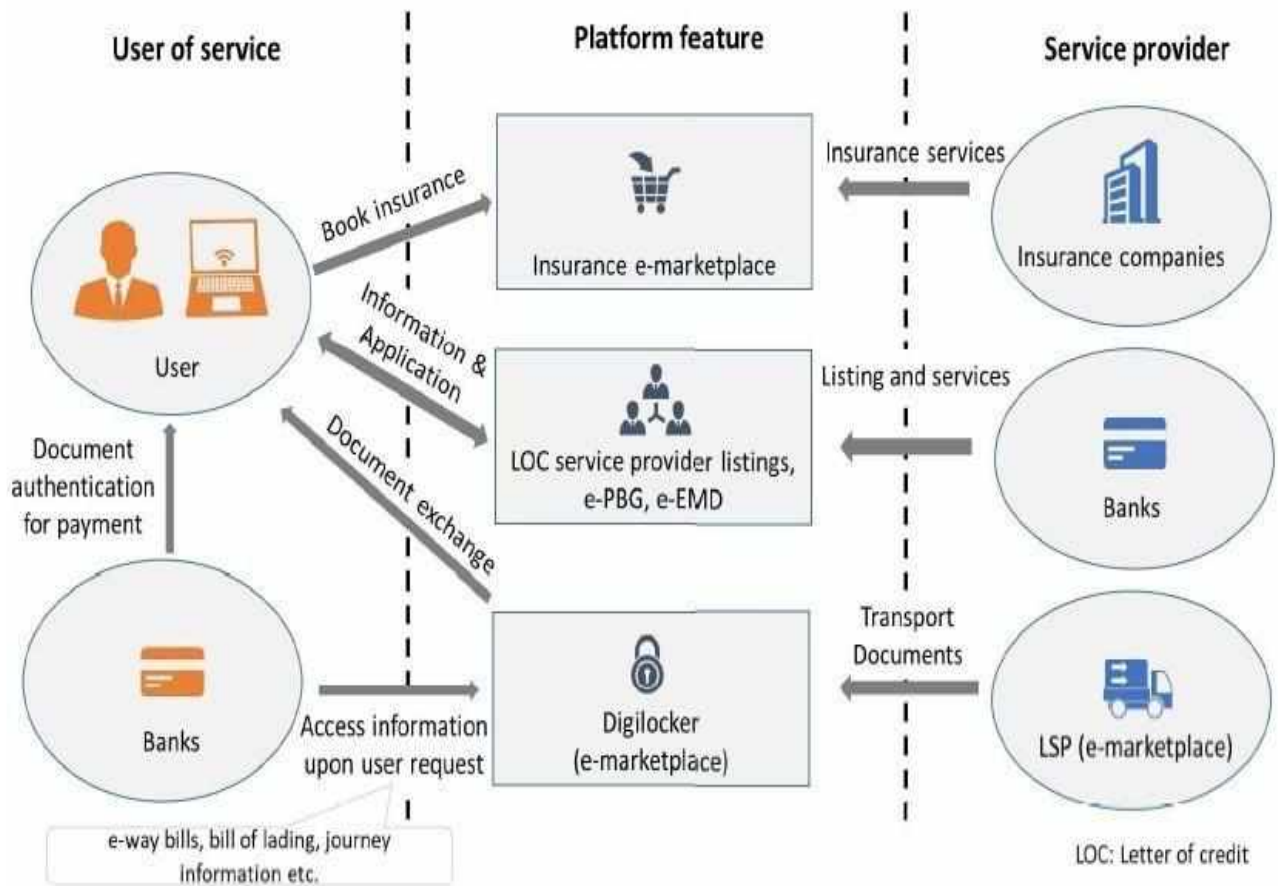 User of service
Platform feature
Service provider
Book insurance
Insurance e-marketplace
Insurance services
Insurance companies
User
Information &
Application
LOC service provider listings,
e-PBG, e-EMD
Listing and services
Banks
Document
authentication
for payment
Document exchange
Banks
Access information
upon user request
Digilocker
(e-marketplace)
Transport
Documents
LSP (e-marketplace)
e-way bills, bill of lading, journey
information etc.
LOC: Letter of credit